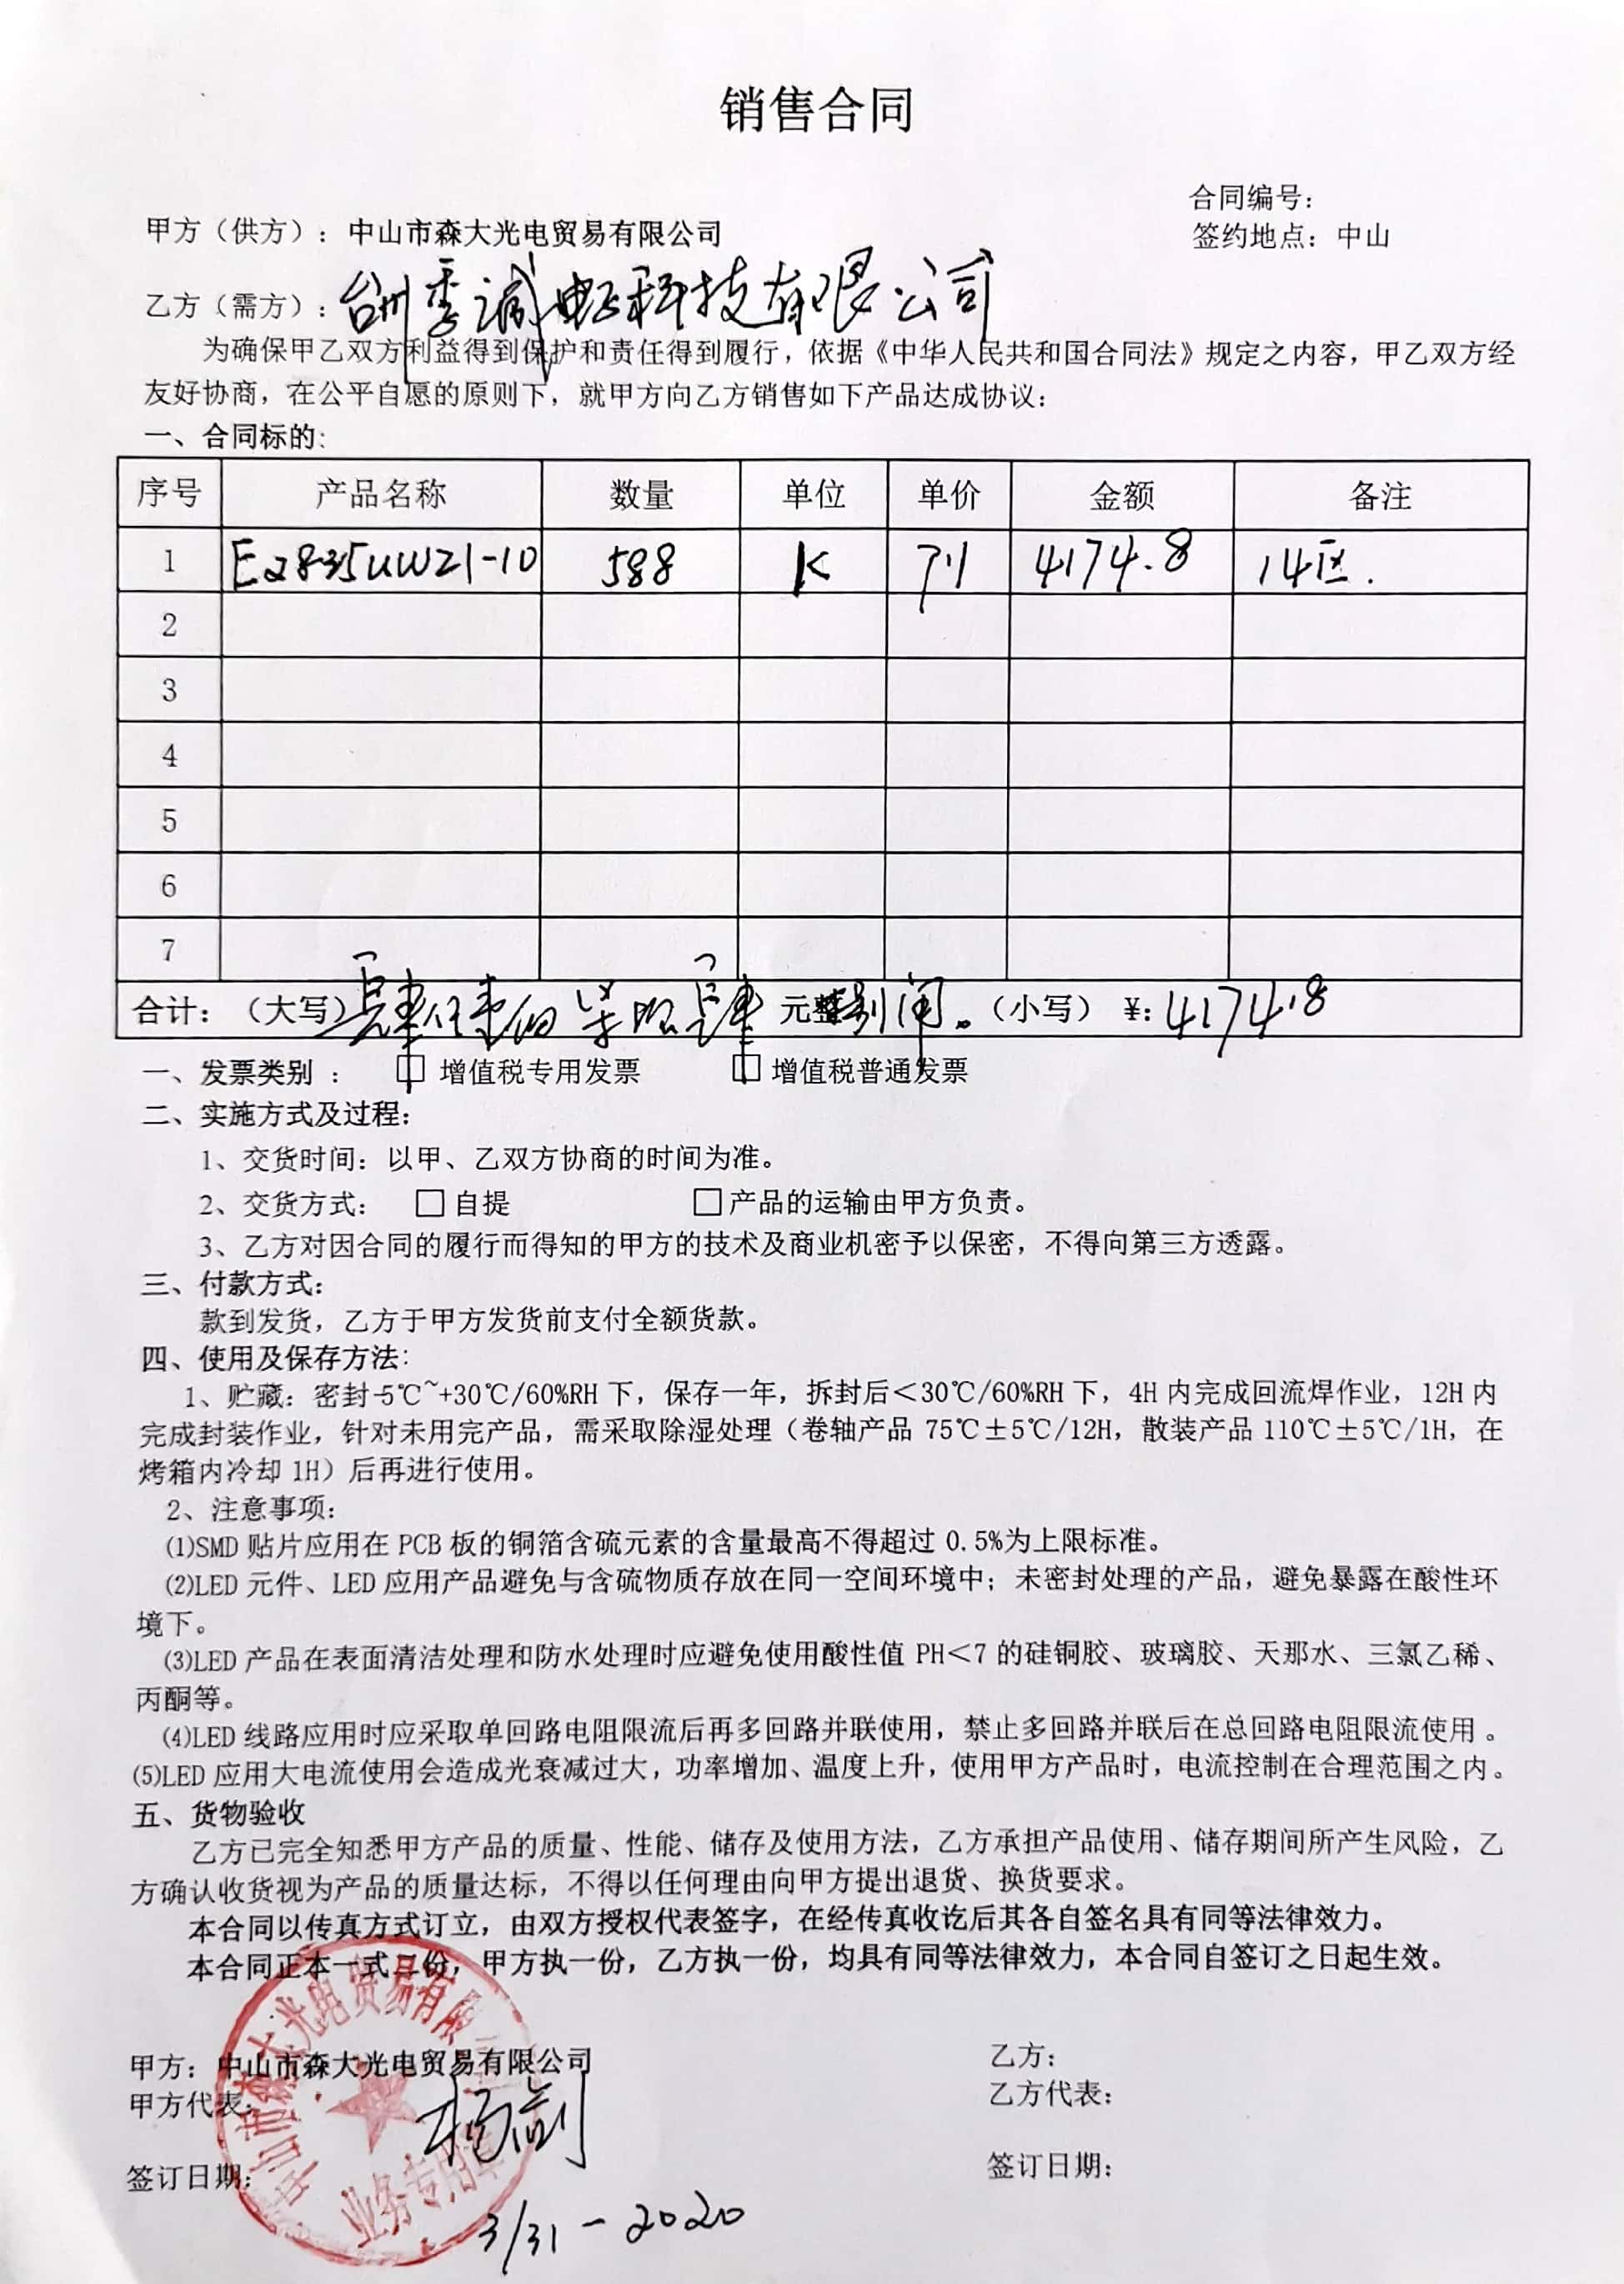 销售合同
合同编号：
甲方（供方）：中山市森大光电贸易有限公司
签约地点：中山
乙方（需方）：台州季诚电子科技有限公司
为确保甲乙双方利益得到保护和责任得到履行，依据《中华人民共和国合同法》规定之内容，甲乙双方经
友好协商，在公平自愿的原则下，就甲方向乙方销售如下产品达成协议：
一、合同标的：
序号 产品名称 数量 单位 单价 金额 备注
1 E2835UW21-10 588 K 7.1 4174.8 14区.
2
3
4
5
6
7
合计：（大写）肆仟壹佰柒拾肆 元捌角。（小写）￥：4174.8
一、发票类别 ： □ 增值税专用发票 □ 增值税普通发票
二、实施方式及过程：
1、交货时间：以甲、乙双方协商的时间为准。
2、交货方式： □ 自提 □产品的运输由甲方负责。
3、乙方对因合同的履行而得知的甲方的技术及商业机密予以保密，不得向第三方透露。
三、付款方式：
款到发货，乙方于甲方发货前支付全额货款。
四、使用及保存方法：
1、贮藏：密封-5℃~+30℃/60%RH下，保存一年，拆封后＜30℃/60%RH下，4H内完成回流焊作业，12H内
完成封装作业，针对未用完产品，需采取除湿处理（卷轴产品 75℃±5℃/12H，散装产品 110℃±5℃/1H，在
烤箱内冷却 1H）后再进行使用。
2、注意事项：
(1)SMD 贴片应用在 PCB 板的铜箔含硫元素的含量最高不得超过 0.5%为上限标准。
(2)LED 元件、LED 应用产品避免与含硫物质存放在同一空间环境中；未密封处理的产品，避免暴露在酸性环
境下。
(3)LED 产品在表面清洁处理和防水处理时应避免使用酸性值 PH＜7 的硅铜胶、玻璃胶、天那水、三氯乙稀、
丙酮等。
(4)LED 线路应用时应采取单回路电阻限流后再多回路并联使用，禁止多回路并联后在总回路电阻限流使用 。
(5)LED 应用大电流使用会造成光衰减过大，功率增加、温度上升，使用甲方产品时，电流控制在合理范围之内。
五、货物验收
乙方已完全知悉甲方产品的质量、性能、储存及使用方法，乙方承担产品使用、储存期间所产生风险，乙
方确认收货视为产品的质量达标，不得以任何理由向甲方提出退货、换货要求。
本合同以传真方式订立，由双方授权代表签字，在经传真收讫后其各自签名具有同等法律效力。
本合同正本一式二份，甲方执一份，乙方执一份，均具有同等法律效力，本合同自签订之日起生效。
甲方：中山市森大光电贸易有限公司
乙方：
甲方代表：杨剑
乙方代表：
签订日期：
签订日期：
3/31-2020
中山市森大光电贸易有限公司
业务专用章